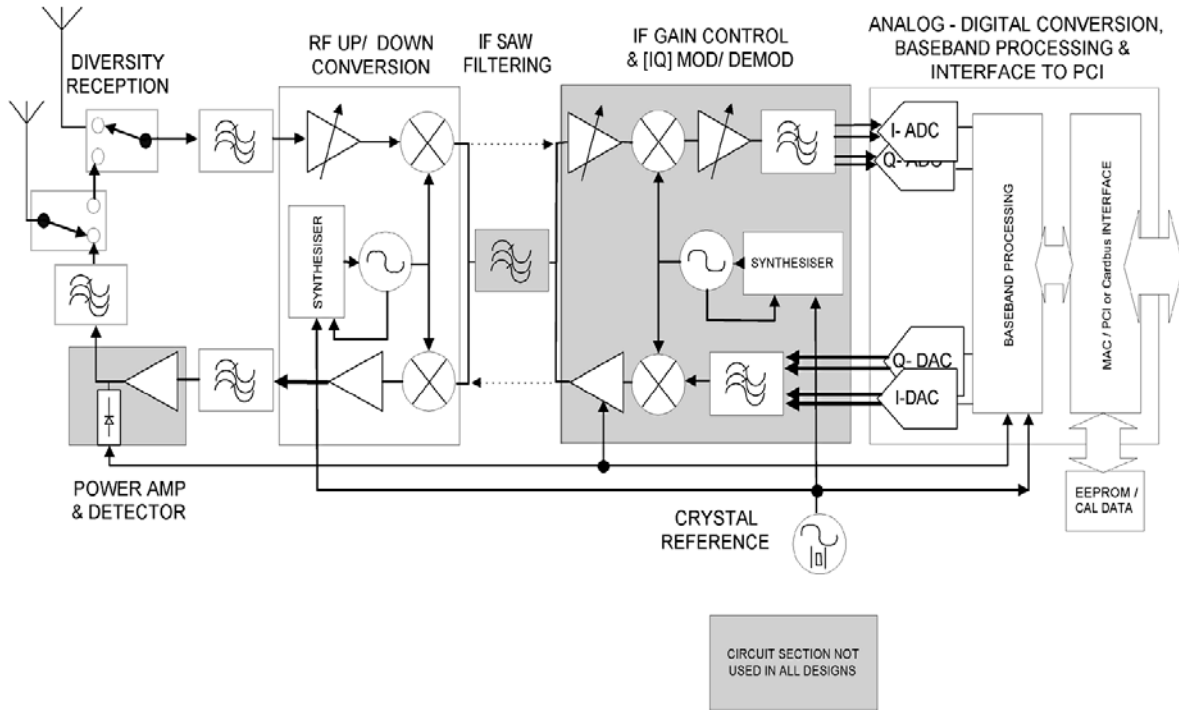 DIVERSITY
RECEPTION
RF UP/ DOWN
CONVERSION
IF SAW
FILTERING
IF GAIN CONTROL
& [IQ] MOD/ DEMOD
ANALOG - DIGITAL CONVERSION,
BASEBAND PROCESSING &
INTERFACE TO PCI
I- ADC
Q- ADC
SYNTHESISER
SYNTHESISER
BASEBAND PROCESSING
MAC / PCI or Cardbus INTERFACE
Q- DAC
I-DAC
POWER AMP
& DETECTOR
CRYSTAL
REFERENCE
EEPROM /
CAL DATA
CIRCUIT SECTION NOT
USED IN ALL DESIGNS